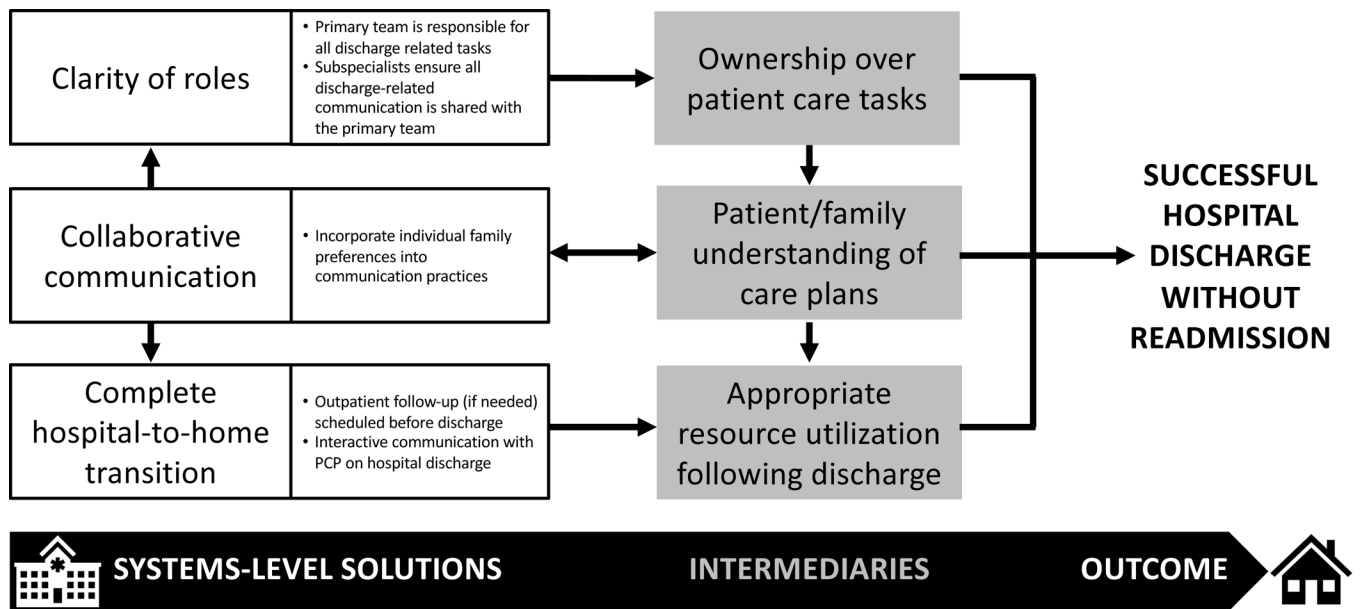 Clarity of roles
• Primary team is responsible for
all discharge related tasks
• Subspecialists ensure all
discharge-related
communication is shared with
the primary team
Ownership over
patient care tasks
Collaborative
communication
• Incorporate individual family
preferences into
communication practices
Patient/family
understanding of
care plans
Complete
hospital-to-home
transition
• Outpatient follow-up (if needed)
scheduled before discharge
• Interactive communication with
PCP on hospital discharge
Appropriate
resource utilization
following discharge
SUCCESSFUL
HOSPITAL
DISCHARGE
WITHOUT
READMISSION
SYSTEMS-LEVEL SOLUTIONS
INTERMEDIARIES
OUTCOME